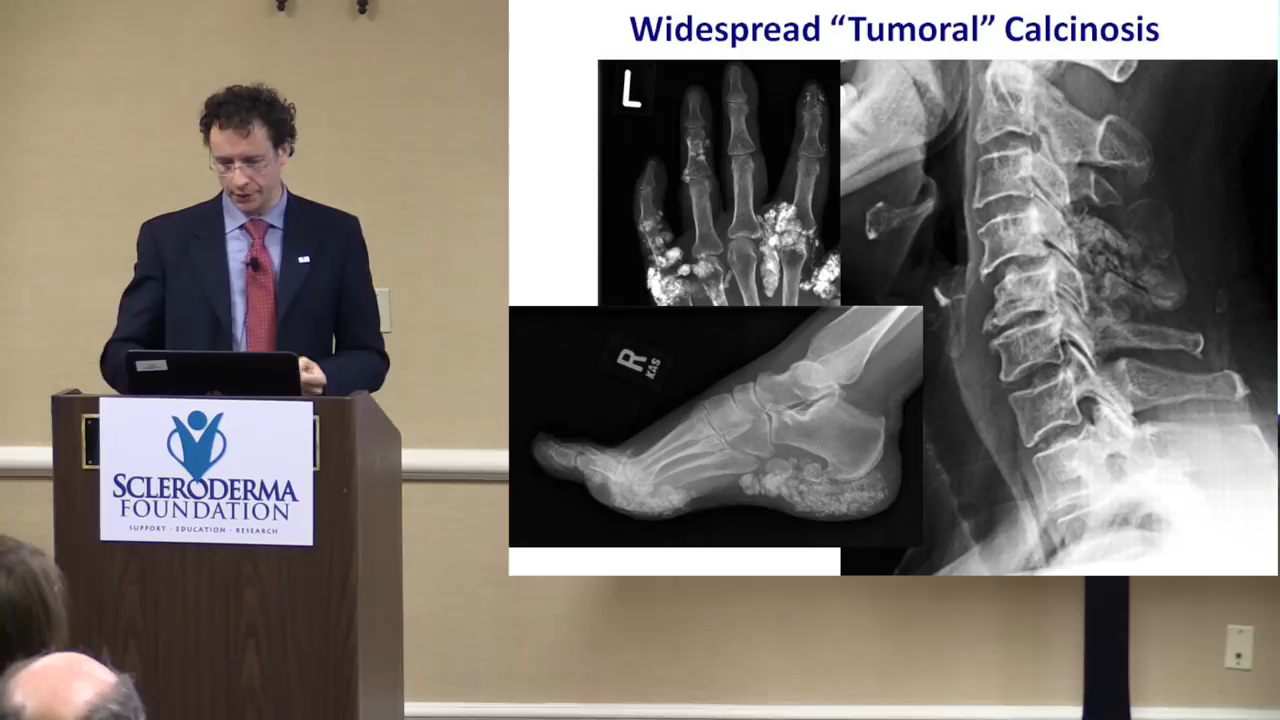 Widespread “Tumoral” Calcinosis
L
R
KAS
SCLERODERMA
FOUNDATION
SUPPORT · EDUCATION · RESEARCH